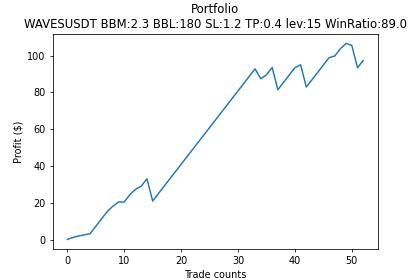 Portfolio
WAVESUSDT BBM:2.3 BBL:180 SL:1.2 TP:0.4 lev:15 WinRatio:89.0
Profit ($)
100
80
60
40
20
0
0 10 20 30 40 50
Trade counts